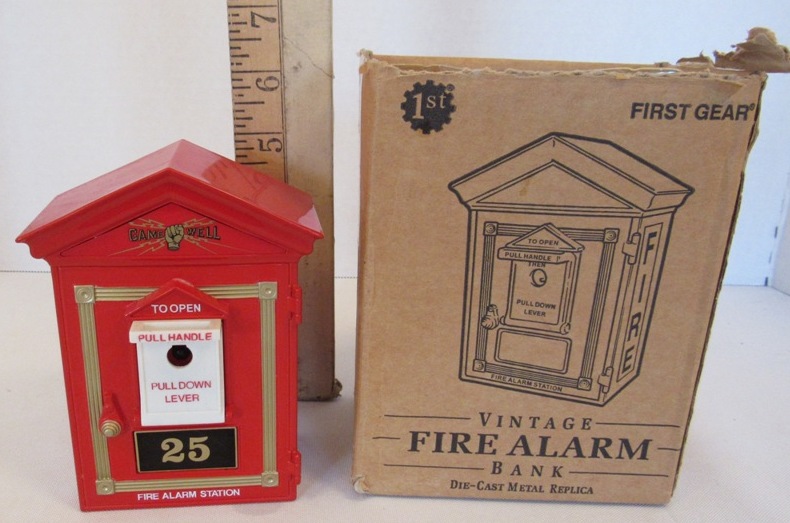 7
6
5
GAMEWELL
TO OPEN
PULL HANDLE
PULL DOWN
LEVER
25
FIRE ALARM STATION
1st
FIRST GEAR®
TO OPEN
PULL HANDLE
THEN
PULL DOWN
LEVER
FIRE ALARM STATION
FIRE
VINTAGE
FIRE ALARM
BANK
DIE-CAST METAL REPLICA